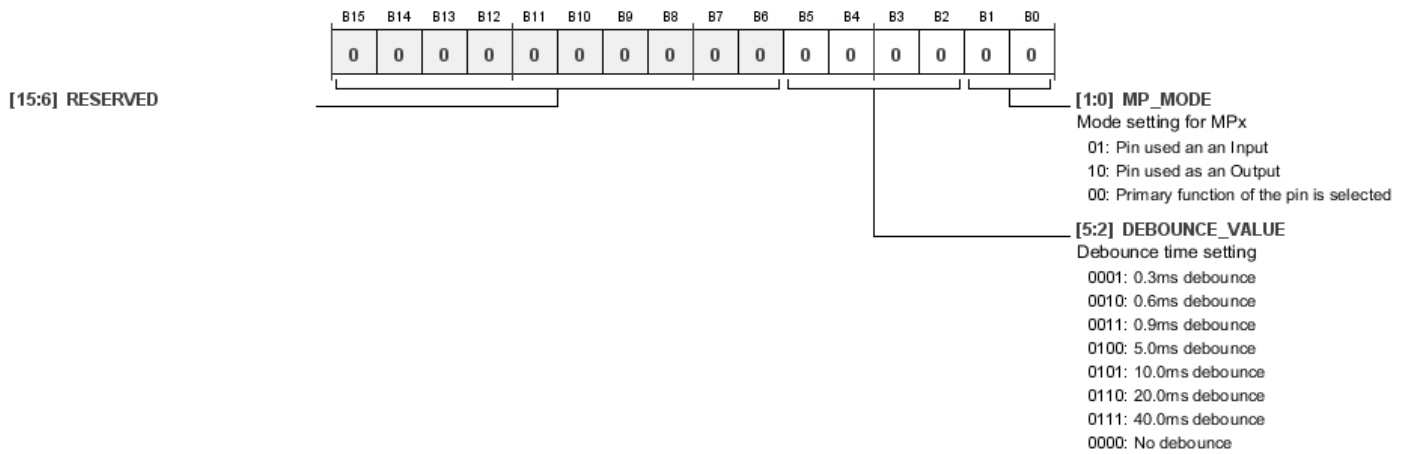 B15 B14 B13 B12 B11 B10 B9 B8 B7 B6 B5 B4 B3 B2 B1 B0
0 0 0 0 0 0 0 0 0 0 0 0 0 0 0 0
[15:6] RESERVED
[1:0] MP_MODE
Mode setting for MPx
01: Pin used an an Input
10: Pin used as an Output
00: Primary function of the pin is selected
[5:2] DEBOUNCE_VALUE
Debounce time setting
0001: 0.3ms debounce
0010: 0.6ms debounce
0011: 0.9ms debounce
0100: 5.0ms debounce
0101: 10.0ms debounce
0110: 20.0ms debounce
0111: 40.0ms debounce
0000: No debounce